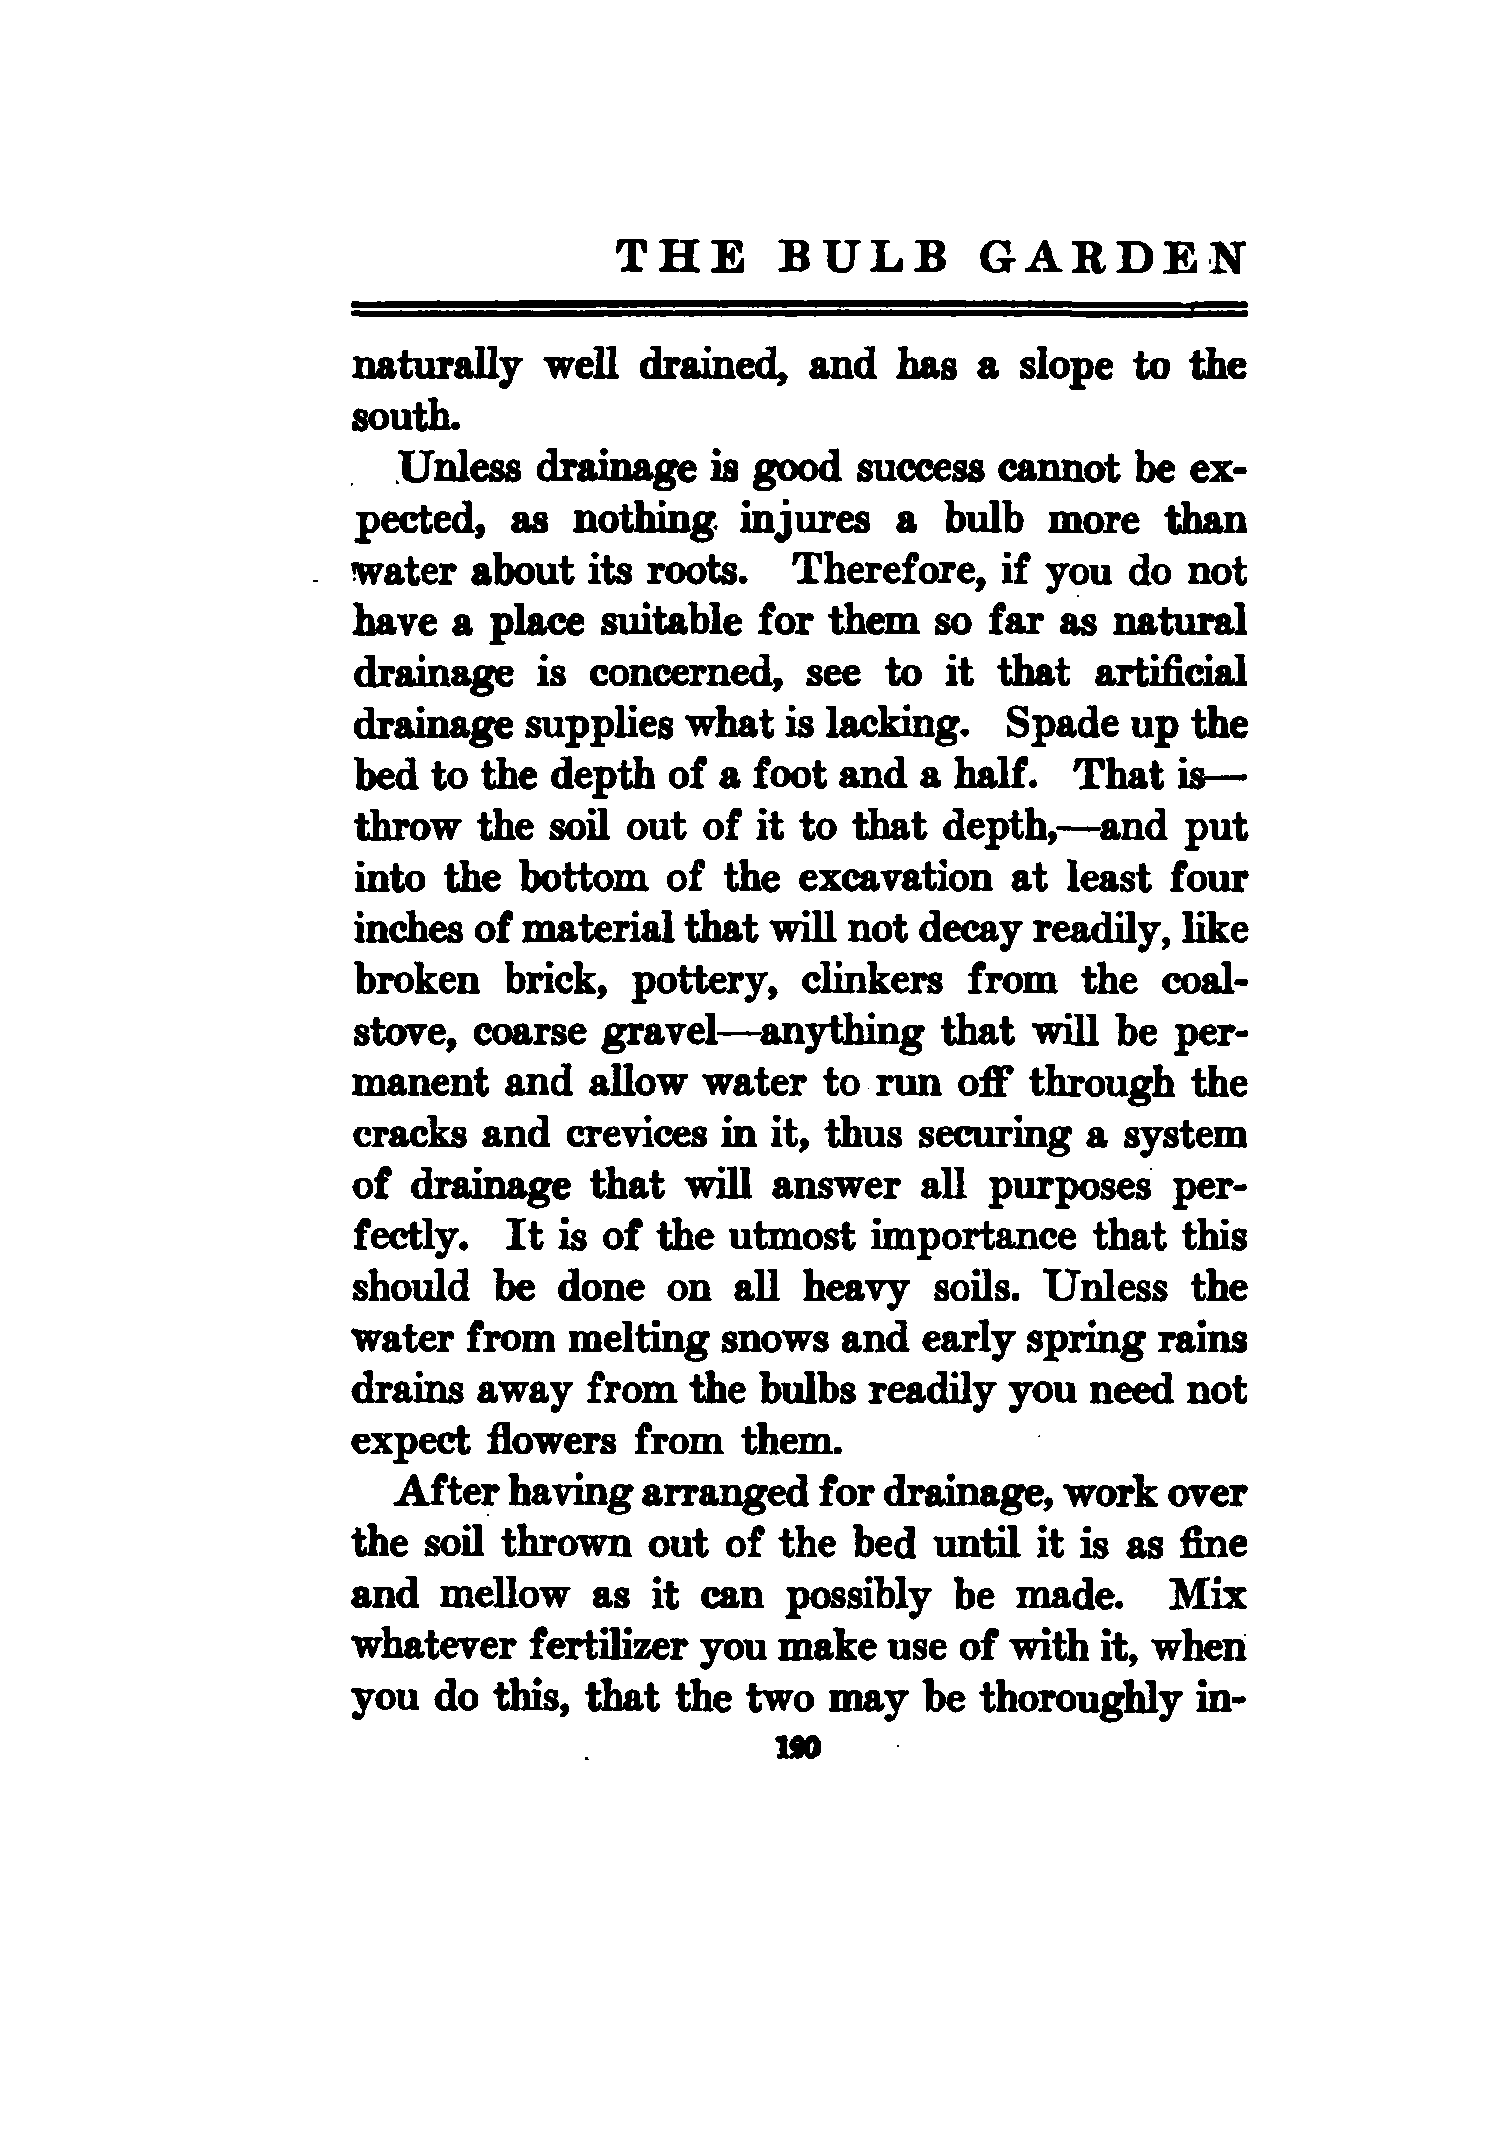 THE BULB GARDEN
naturally well drained, and has a slope to the
south.
Unless drainage is good success cannot be ex-
pected, as nothing injures a bulb more than
water about its roots. Therefore, if you do not
have a place suitable for them so far as natural
drainage is concerned, see to it that artificial
drainage supplies what is lacking. Spade up the
bed to the depth of a foot and a half. That is—
throw the soil out of it to that depth,—and put
into the bottom of the excavation at least four
inches of material that will not decay readily, like
broken brick, pottery, clinkers from the coal-
stove, coarse gravel—anything that will be per-
manent and allow water to run off through the
cracks and crevices in it, thus securing a system
of drainage that will answer all purposes per-
fectly. It is of the utmost importance that this
should be done on all heavy soils. Unless the
water from melting snows and early spring rains
drains away from the bulbs readily you need not
expect flowers from them.
After having arranged for drainage, work over
the soil thrown out of the bed until it is as fine
and mellow as it can possibly be made. Mix
whatever fertilizer you make use of with it, when
you do this, that the two may be thoroughly in-
190